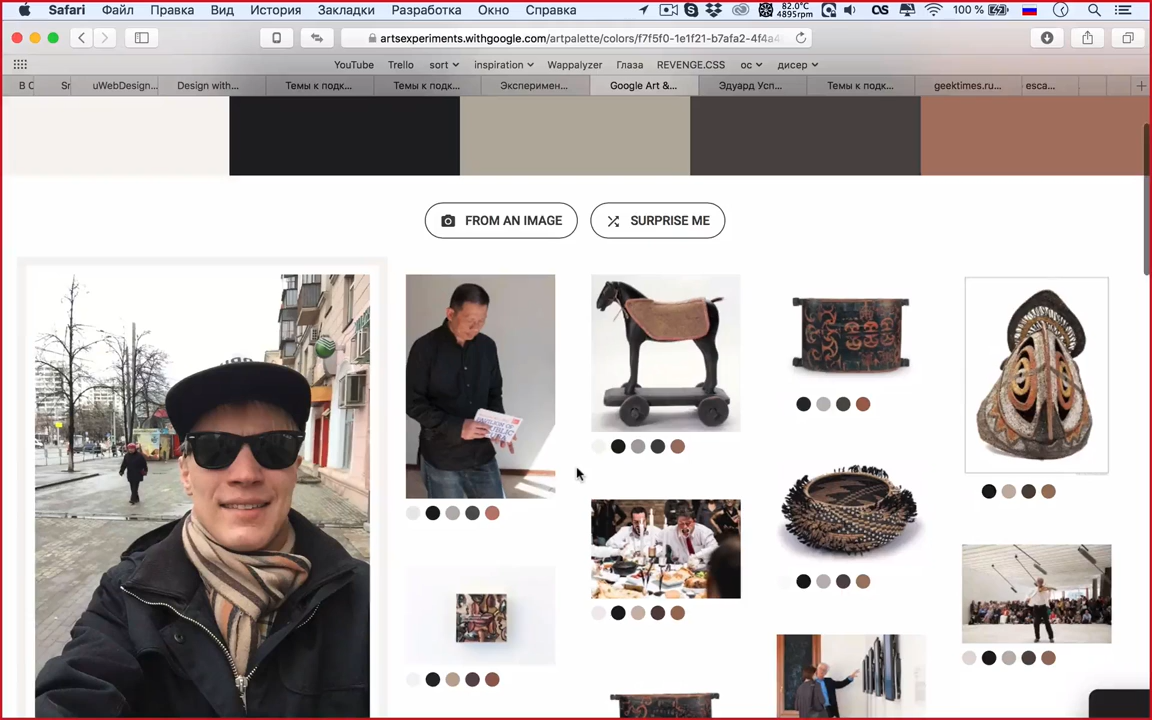 Safari Файл Правка Вид История Закладки Разработка Окно Справка 82.0°C 4895rpm 100 %
artsexperiments.withgoogle.com/artpalette/colors/f7f5f0-1e1f21-b7afa2-4f4a4
YouTube Trello sort inspiration Wappalyzer Глаза REVENGE.CSS ос дисер
В С Sr uWebDesign... Design with... Темы к подк... Темы к подк... Эксперимен... Google Art &... Эдуард Усп... Темы к подк... geektimes.ru... esca...
FROM AN IMAGE SURPRISE ME